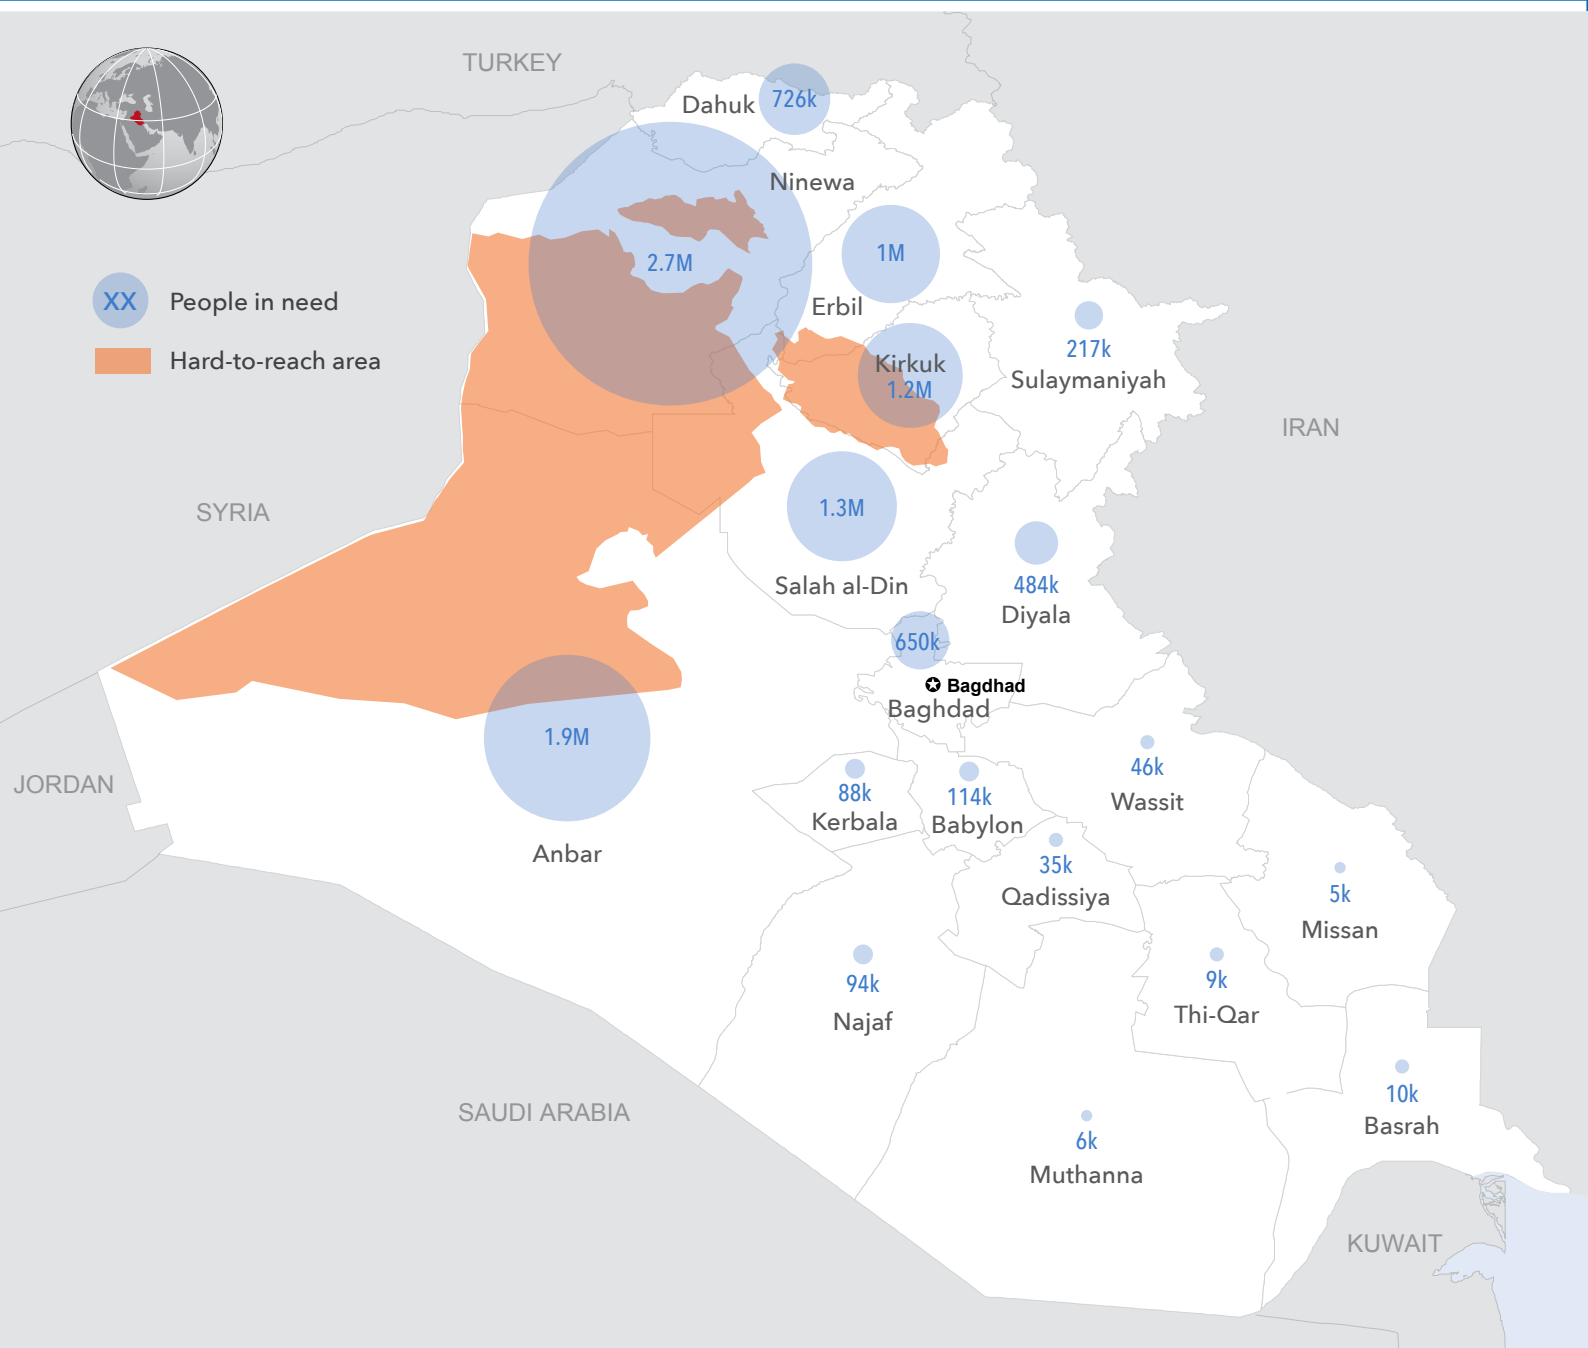 TURKEY
Dahuk
726k
Ninewa
2.7M
1M
Erbil
XX
People in need
Hard-to-reach area
217k
Sulaymaniyah
Kirkuk
1.2M
IRAN
SYRIA
1.3M
Salah al-Din
484k
Diyala
650k
Bagdhad
Baghdad
1.9M
Anbar
JORDAN
88k
Kerbala
114k
Babylon
46k
Wassit
35k
Qadissiya
5k
Missan
94k
Najaf
9k
Thi-Qar
10k
Basrah
SAUDI ARABIA
6k
Muthanna
KUWAIT